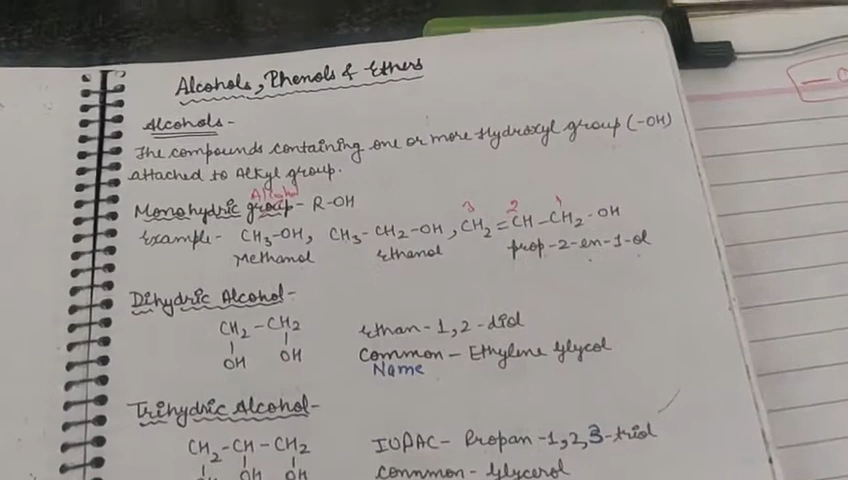 Alcohols, Phenols & Ethers
Alcohols -
The compounds containing one or more Hydroxyl group (-OH)
attached to Alkyl group.
Alcohol
Monohydric group - R-OH
3 2 1
Example - CH3-OH, CH3-CH2-OH, CH2=CH-CH2-OH
Methanol Ethanol prop-2-en-1-ol
Dihydric Alcohol -
CH2-CH2 Ethan-1,2-diol
OH OH Common - Ethylene Glycol
Name
Trihydric Alcohol -
CH2-CH-CH2 IUPAC- Propan-1,2,3-triol
OH OH Common - Glycerol